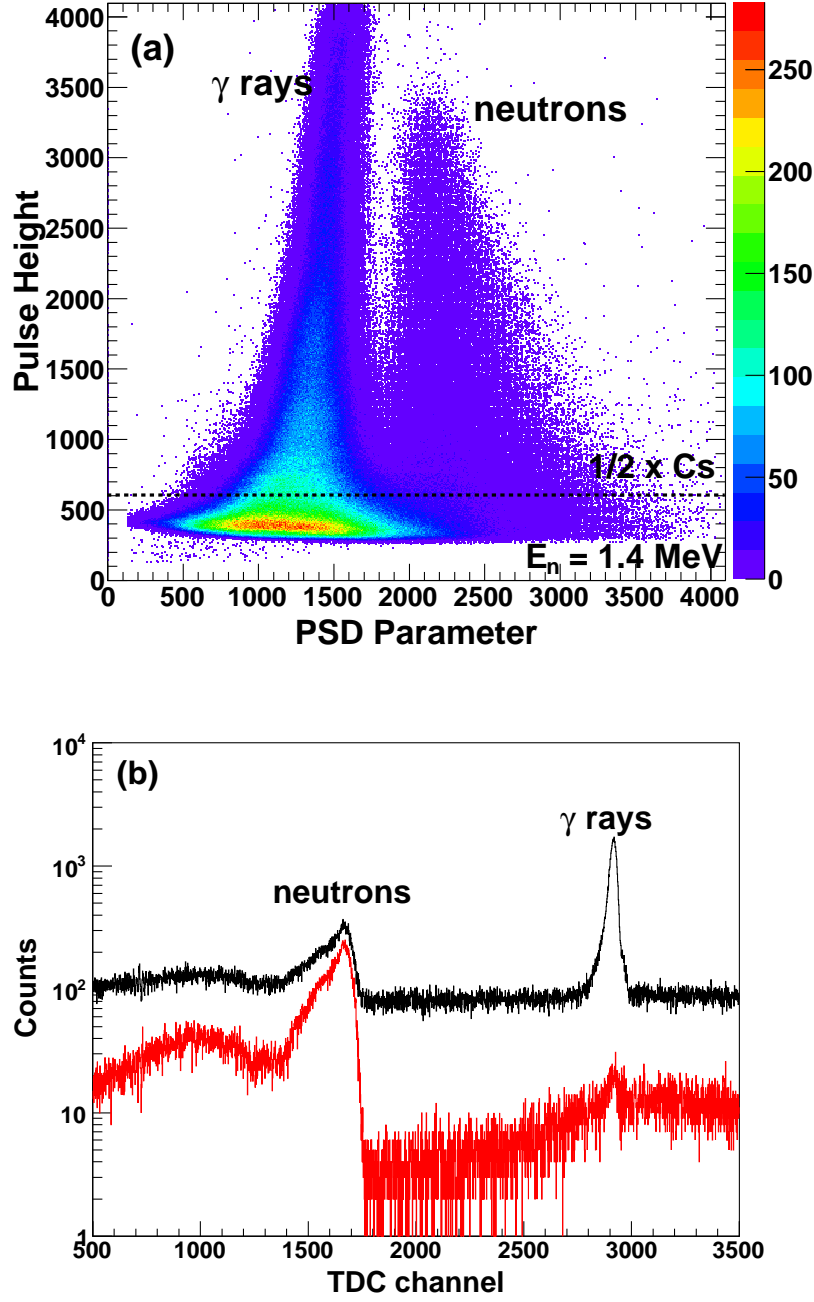 (a)
γ rays
neutrons
1/2 x Cs
Eₙ = 1.4 MeV
Pulse Height
4000
3500
3000
2500
2000
1500
1000
500
0
0 500 1000 1500 2000 2500 3000 3500 4000
PSD Parameter
250
200
150
100
50
0
(b)
γ rays
neutrons
Counts
10⁴
10³
10²
10
1
500 1000 1500 2000 2500 3000 3500
TDC channel